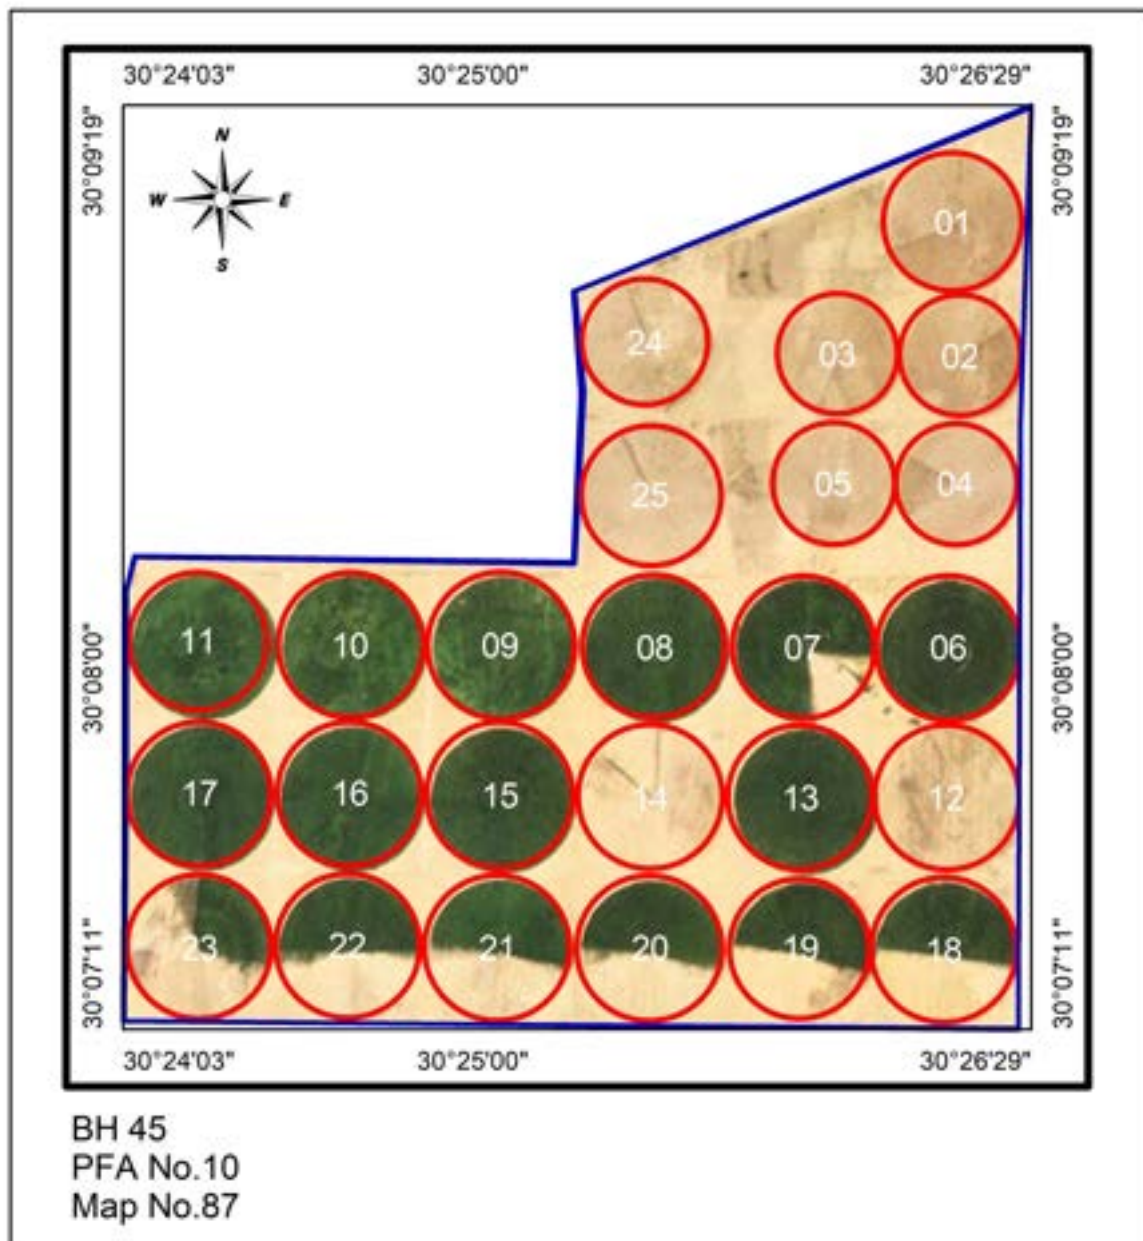 30°24'03" 30°25'00" 30°26'29"
30°09'19" 30°09'19"
N
W E
S
01
24 03 02
25 05 04
11 10 09 08 07 06
30°08'00" 30°08'00"
17 16 15 14 13 12
23 22 21 20 19 18
30°07'11" 30°07'11"
30°24'03" 30°25'00" 30°26'29"
BH 45
PFA No.10
Map No.87